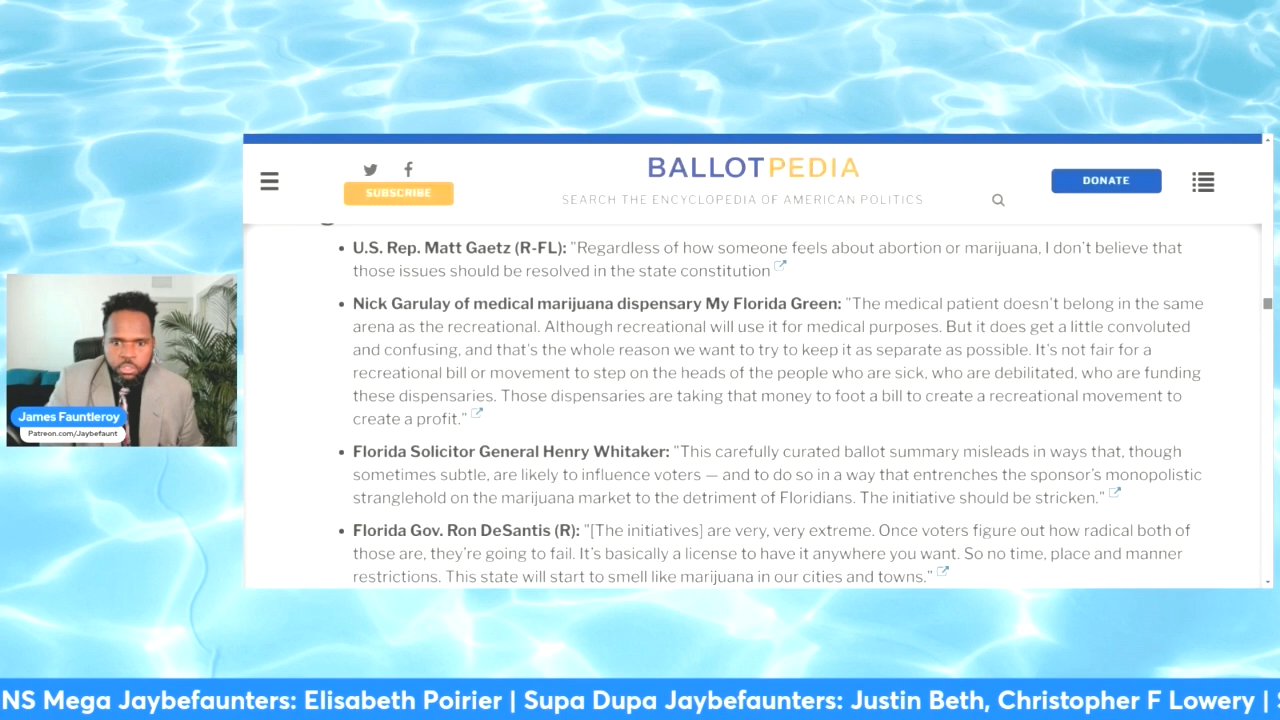 BALLOTPEDIA
SUBSCRIBE
SEARCH THE ENCYCLOPEDIA OF AMERICAN POLITICS
DONATE
• U.S. Rep. Matt Gaetz (R-FL): "Regardless of how someone feels about abortion or marijuana, I don't believe that
those issues should be resolved in the state constitution
• Nick Garulay of medical marijuana dispensary My Florida Green: "The medical patient doesn't belong in the same
arena as the recreational. Although recreational will use it for medical purposes. But it does get a little convoluted
and confusing, and that's the whole reason we want to try to keep it as separate as possible. It's not fair for a
recreational bill or movement to step on the heads of the people who are sick, who are debilitated, who are funding
these dispensaries. Those dispensaries are taking that money to foot a bill to create a recreational movement to
create a profit."
• Florida Solicitor General Henry Whitaker: "This carefully curated ballot summary misleads in ways that, though
sometimes subtle, are likely to influence voters — and to do so in a way that entrenches the sponsor's monopolistic
stranglehold on the marijuana market to the detriment of Floridians. The initiative should be stricken."
• Florida Gov. Ron DeSantis (R): "[The initiatives] are very, very extreme. Once voters figure out how radical both of
those are, they're going to fail. It's basically a license to have it anywhere you want. So no time, place and manner
restrictions. This state will start to smell like marijuana in our cities and towns."
James Fauntleroy
Patreon.com/Jaybefaunt
NS Mega Jaybefaunters: Elisabeth Poirier | Supa Dupa Jaybefaunters: Justin Beth, Christopher F Lowery |